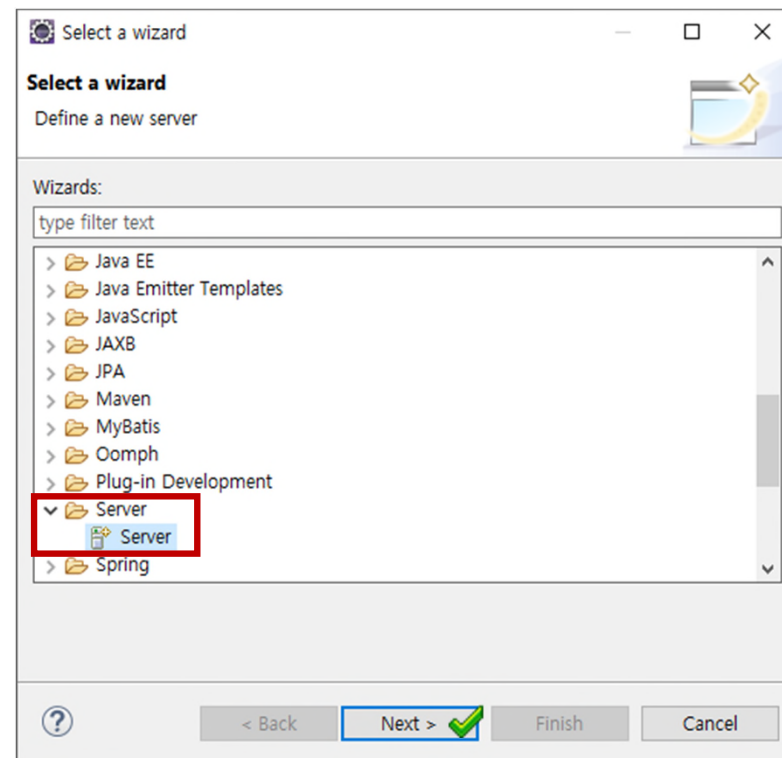 Select a wizard
Select a wizard
Define a new server
Wizards:
type filter text
Java EE
Java Emitter Templates
JavaScript
JAXB
JPA
Maven
MyBatis
Oomph
Plug-in Development
Server
Server
Spring
? < Back Next > Finish Cancel